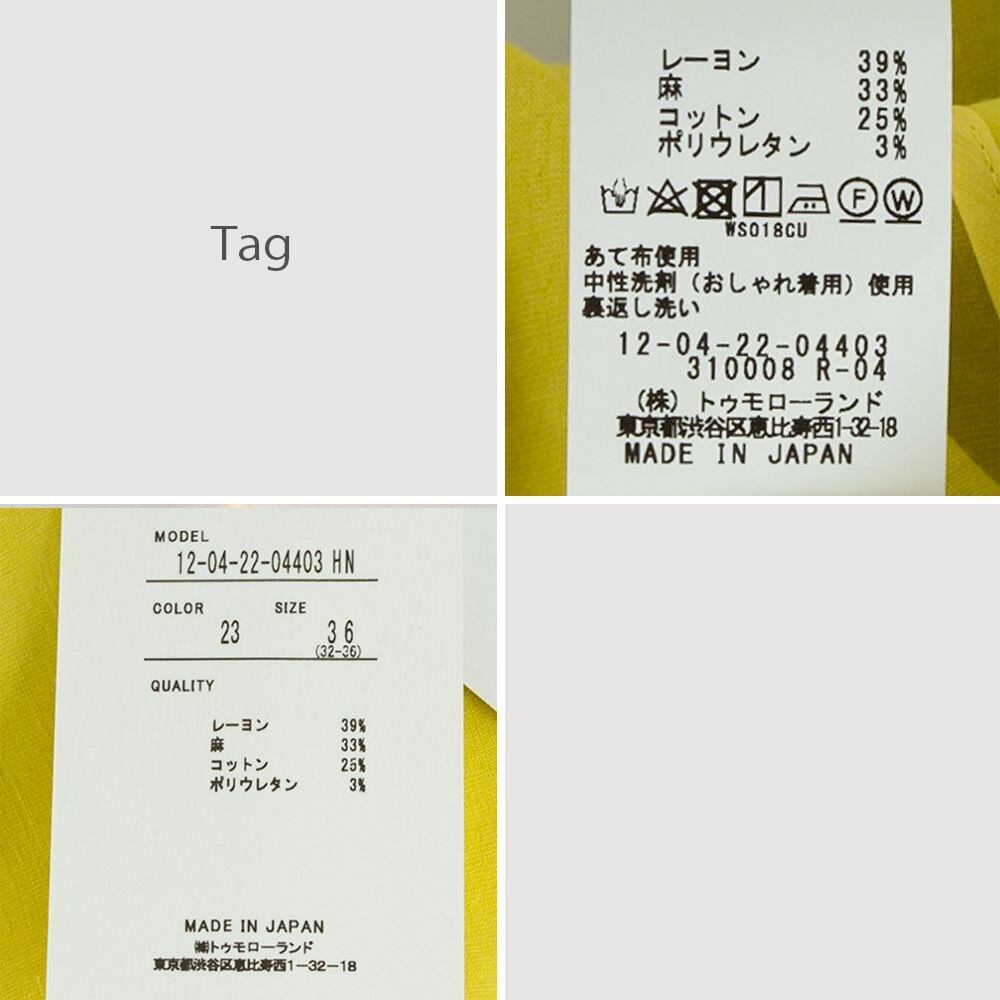 Tag
レーヨン 39%
麻 33%
コットン 25%
ポリウレタン 3%
F W
WS018CU
あて布使用
中性洗剤（おしゃれ着用）使用
裏返し洗い
12-04-22-04403
310008 R-04
（株）トゥモローランド
東京都渋谷区恵比寿西1-32-18
MADE IN JAPAN
MODEL
12-04-22-04403 HN
COLOR SIZE
23 36
(32-36)
QUALITY
レーヨン 39%
麻 33%
コットン 25%
ポリウレタン 3%
MADE IN JAPAN
㈱トゥモローランド
東京都渋谷区恵比寿西1-32-18